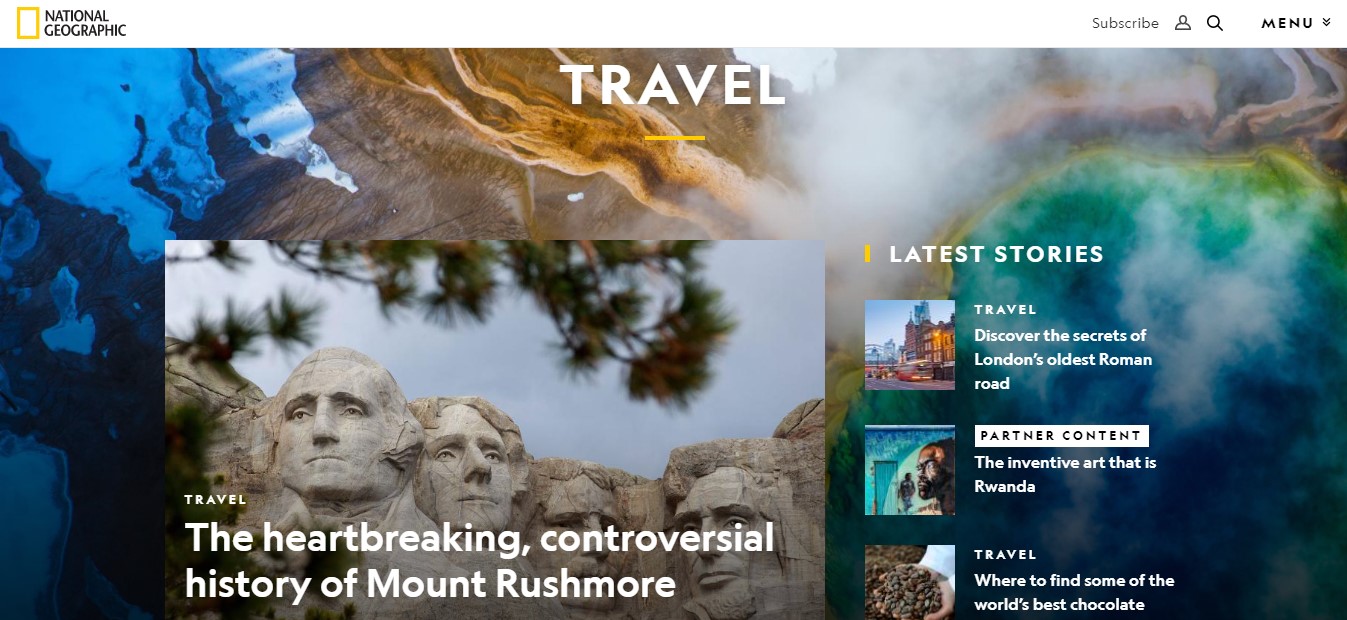 NATIONAL
GEOGRAPHIC
Subscribe
MENU
TRAVEL
TRAVEL
The heartbreaking, controversial
history of Mount Rushmore
LATEST STORIES
TRAVEL
Discover the secrets of
London’s oldest Roman
road
PARTNER CONTENT
The inventive art that is
Rwanda
TRAVEL
Where to find some of the
world’s best chocolate